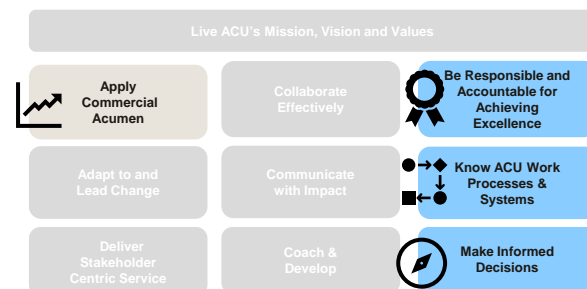 Live ACU's Mission, Vision and Values
Apply
Commercial
Acumen
Collaborate
Effectively
Be Responsible and
Accountable for
Achieving
Excellence
Adapt to and
Lead Change
Communicate
with Impact
Know ACU Work
Processes &
Systems
Deliver
Stakeholder
Centric Service
Coach &
Develop
Make Informed
Decisions